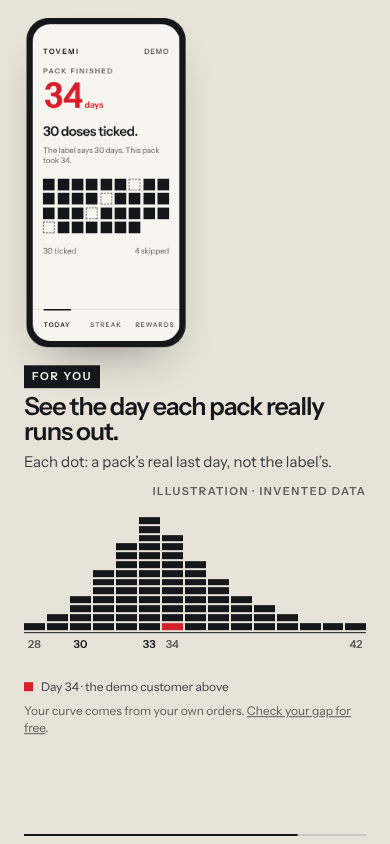 TOVEMI DEMO
PACK FINISHED
34 days
30 doses ticked.
The label says 30 days. This pack
took 34.
30 ticked 4 skipped
TODAY STREAK REWARDS
FOR YOU
See the day each pack really
runs out.
Each dot: a pack’s real last day, not the label’s.
ILLUSTRATION · INVENTED DATA
28 30 33 34 42
Day 34 · the demo customer above
Your curve comes from your own orders. Check your gap for
free.